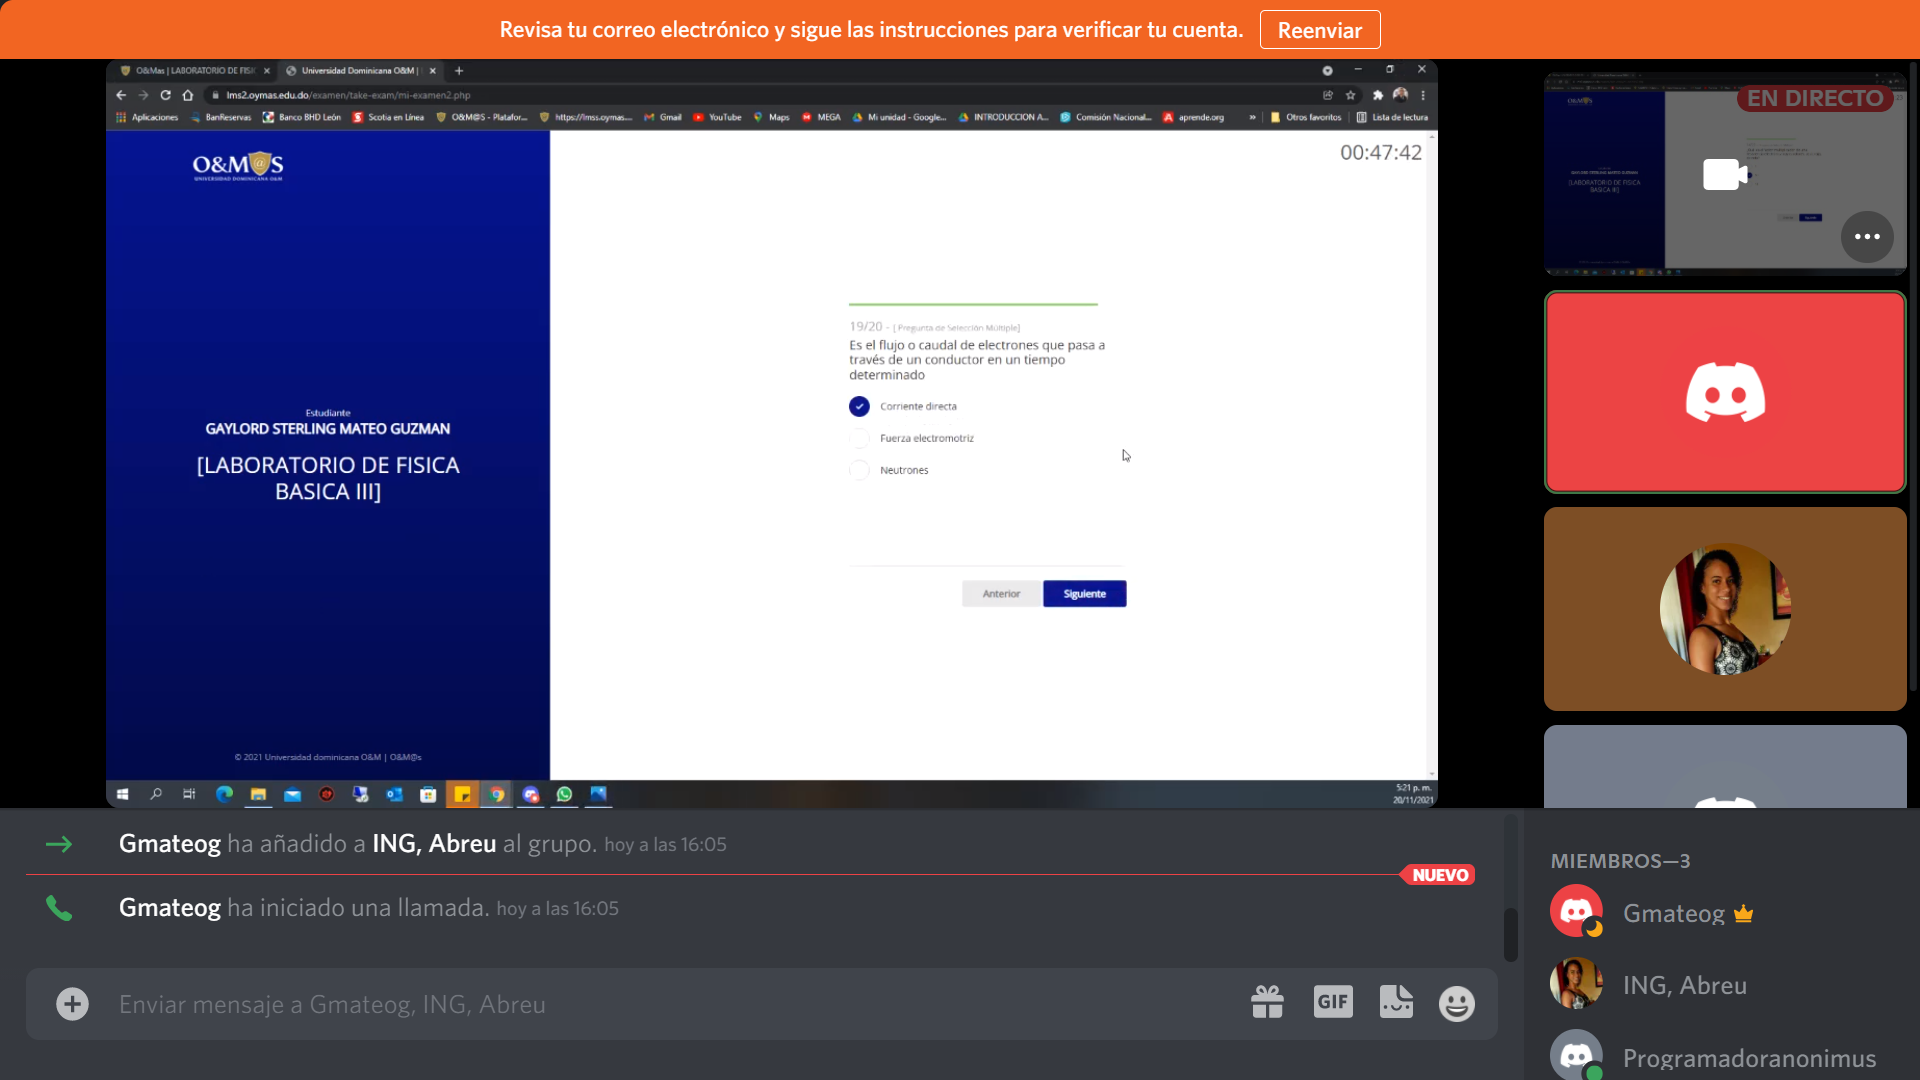 Revisa tu correo electrónico y sigue las instrucciones para verificar tu cuenta. Reenviar
O&Mas | LABORATORIO DE FISIC
Universidad Dominicana O&M |
lms2.oymas.edu.do/examen/take-exam/mi-examen2.php
Aplicaciones BanReservas Banco BHD León Scotia en Línea O&M@S - Platafor... https://lmss.oymas.... Gmail YouTube Maps MEGA Mi unidad - Google... INTRODUCCION A... Comisión Nacional... aprende.org » Otros favoritos Lista de lectura
O&M@S
UNIVERSIDAD DOMINICANA O&M
00:47:42
19/20 - [ Pregunta de Selección Múltiple]
Es el flujo o caudal de electrones que pasa a
través de un conductor en un tiempo
determinado
Corriente directa
Fuerza electromotriz
Neutrones
Anterior Siguiente
Estudiante
GAYLORD STERLING MATEO GUZMAN
[LABORATORIO DE FISICA
BASICA III]
© 2021 Universidad dominicana O&M | O&M@s
5:21 p. m.
20/11/2021
EN DIRECTO
Gmateog ha añadido a ING, Abreu al grupo. hoy a las 16:05
NUEVO
Gmateog ha iniciado una llamada. hoy a las 16:05
Enviar mensaje a Gmateog, ING, Abreu
GIF
MIEMBROS—3
Gmateog
ING, Abreu
Programadoranonimus